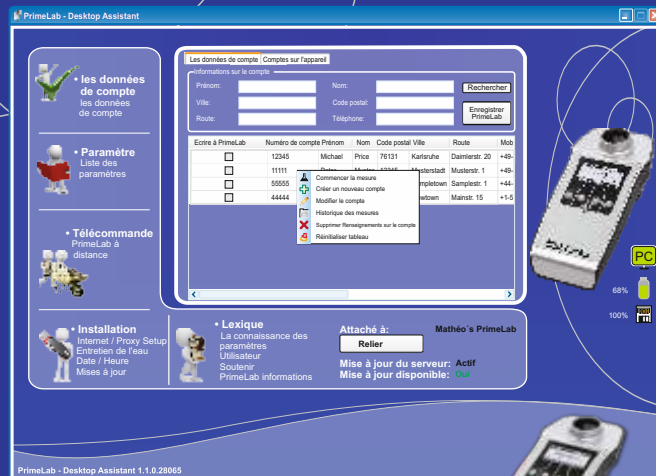 PrimeLab - Desktop Assistant
• les données
de compte
les données
de compte
• Paramètre
Liste des
paramètres
• Télécommande
PrimeLab à
distance
• Installation
Internet / Proxy Setup
Entretien de l'eau
Date / Heure
Mises à jour
Les données de compte Comptes sur l'appareil
Informations sur le compte
Prénom: Nom: Rechercher
Ville: Code postal: Enregistrer
PrimeLab
Route: Téléphone:
Ecrire à PrimeLab Numéro de compte Prénom Nom Code postal Ville Route Mob
12345 Michael Price 76131 Karlsruhe Daimlerstr. 20 +49-
11111 Musterstadt Musterstr. 1 +49-
55555 mpletown Samplestr. 1 +44-
44444 wtown Mainstr. 15 +1-5
Commencer la mesure
Créer un nouveau compte
Modifier le compte
Historique des mesures
Supprimer Renseignements sur le compte
Réinitialiser tableau
• Lexique
La connaissance des
paramètres
Utilisateur
Soutenir
PrimeLab informations
Attaché à: Mathéo´s PrimeLab
Relier
Mise à jour du serveur: Actif
Mise à jour disponible: Oui
PC
68%
100%
PrimeLab - Desktop Assistant 1.1.0.28065